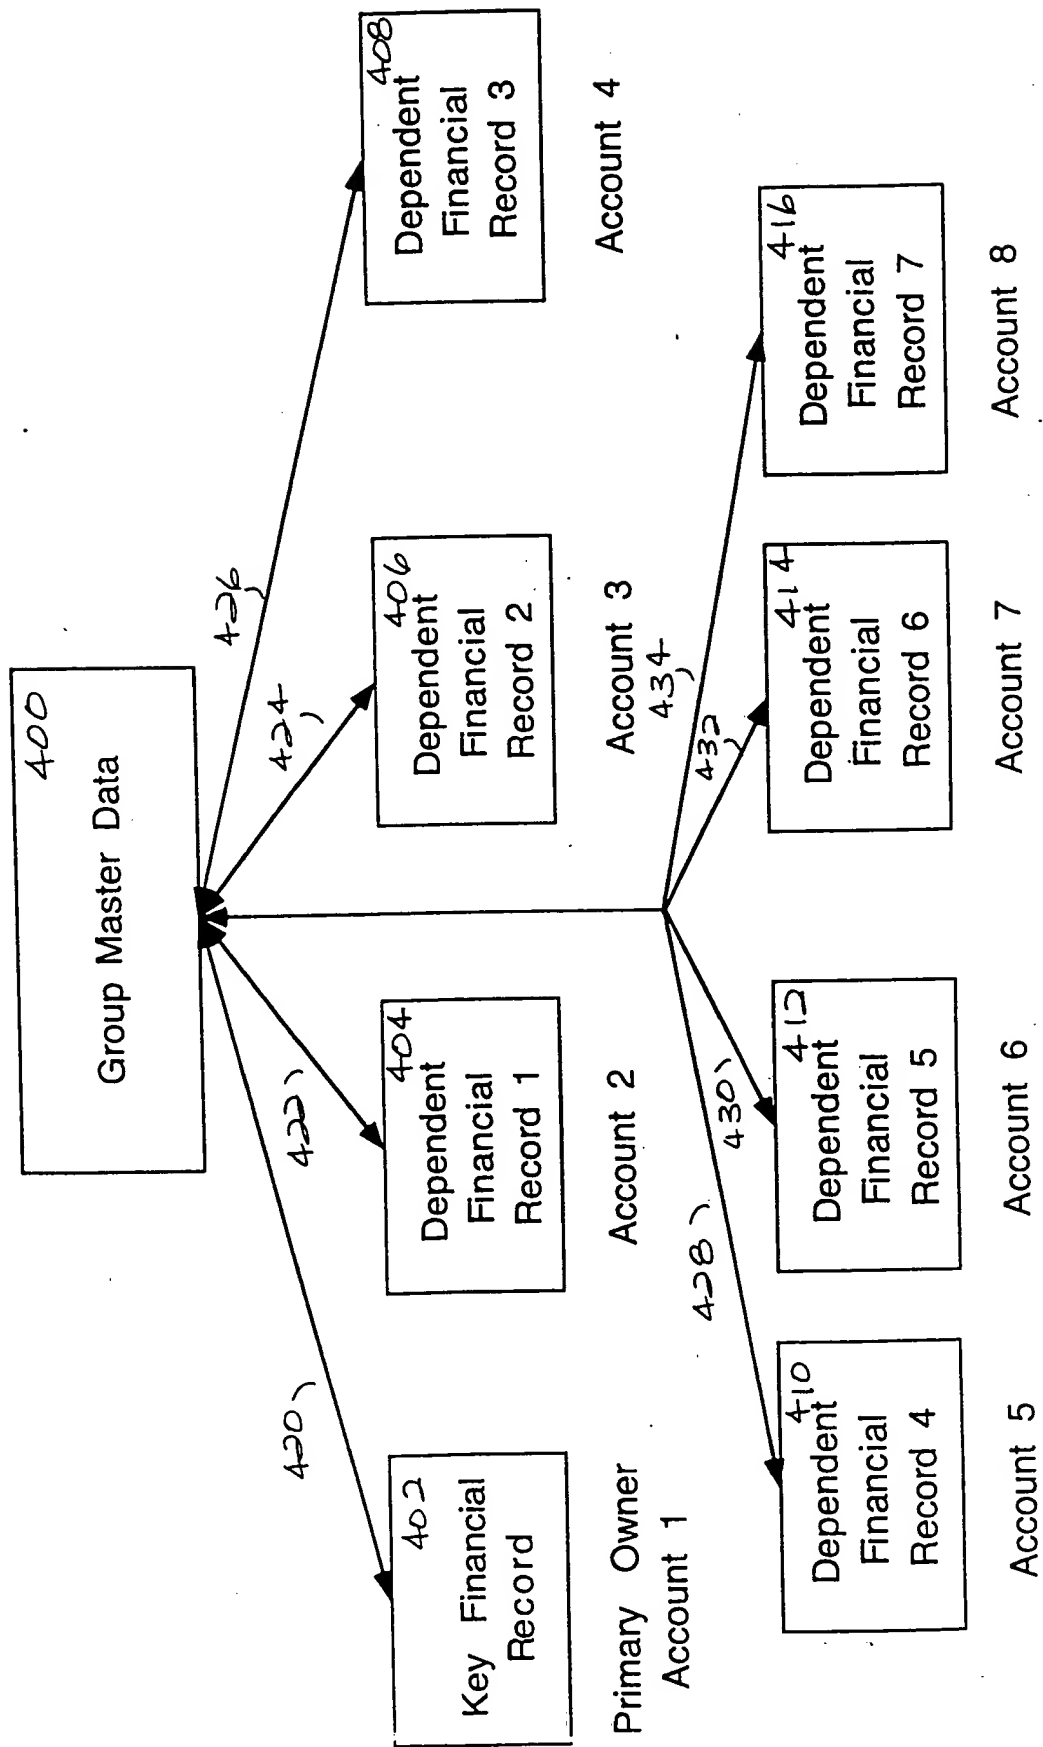 400
Group Master Data
420
422
424
426
402
Key Financial
Record
Primary Owner
Account 1
404
Dependent
Financial
Record 1
Account 2
406
Dependent
Financial
Record 2
Account 3
408
Dependent
Financial
Record 3
Account 4
428
430
432
434
410
Dependent
Financial
Record 4
Account 5
412
Dependent
Financial
Record 5
Account 6
414
Dependent
Financial
Record 6
Account 7
416
Dependent
Financial
Record 7
Account 8